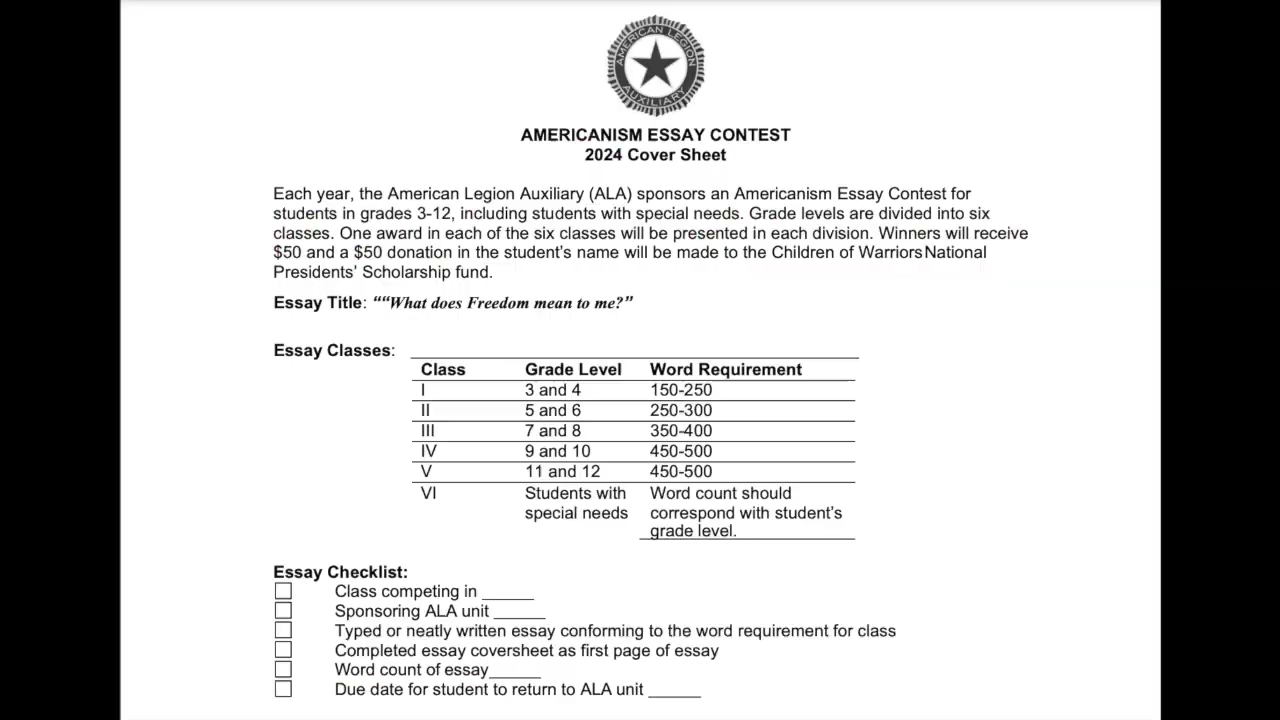 AMERICAN LEGION
AUXILIARY
AMERICANISM ESSAY CONTEST
2024 Cover Sheet
Each year, the American Legion Auxiliary (ALA) sponsors an Americanism Essay Contest for
students in grades 3-12, including students with special needs. Grade levels are divided into six
classes. One award in each of the six classes will be presented in each division. Winners will receive
$50 and a $50 donation in the student’s name will be made to the Children of Warriors National
Presidents’ Scholarship fund.
Essay Title: ““What does Freedom mean to me?”
Essay Classes:
Class Grade Level Word Requirement
I 3 and 4 150-250
II 5 and 6 250-300
III 7 and 8 350-400
IV 9 and 10 450-500
V 11 and 12 450-500
VI Students with Word count should
special needs correspond with student’s
grade level.
Essay Checklist:
Class competing in ______
Sponsoring ALA unit ______
Typed or neatly written essay conforming to the word requirement for class
Completed essay coversheet as first page of essay
Word count of essay______
Due date for student to return to ALA unit ______